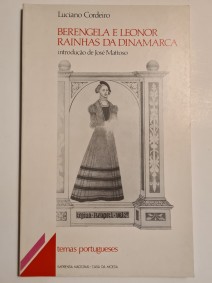 Luciano Cordeiro
BERENGELA E LEONOR
RAINHAS DA DINAMARCA
introdução de José Mattoso
temas portugueses
IMPRENSA NACIONAL - CASA DA MOEDA